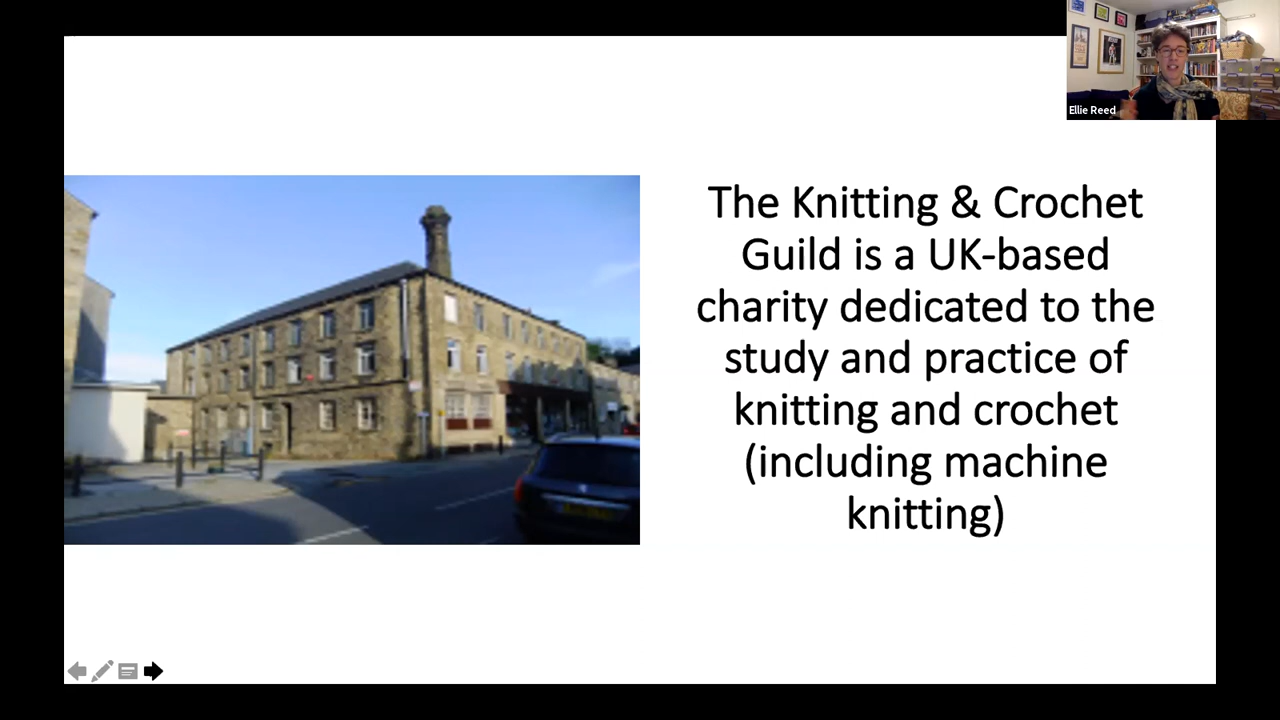 Ellie Reed
The Knitting & Crochet
Guild is a UK-based
charity dedicated to the
study and practice of
knitting and crochet
(including machine
knitting)